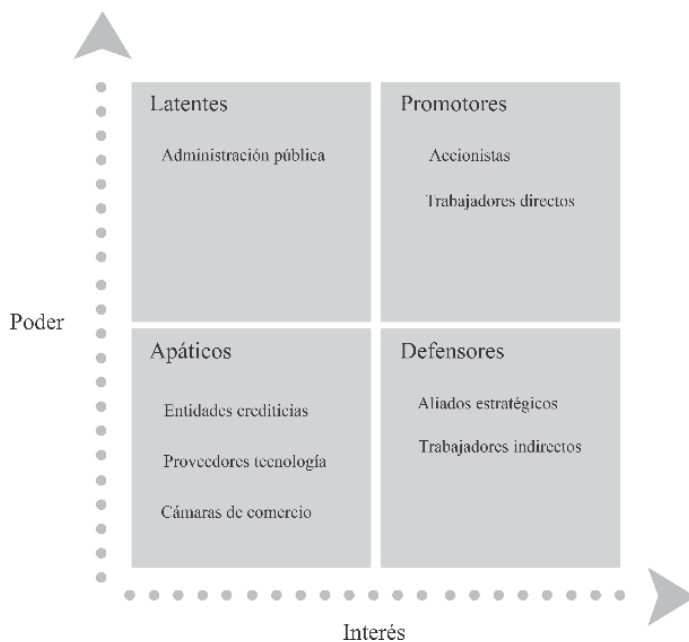 Latentes
Administración pública
Promotores
Accionistas
Trabajadores directos
Poder
Apáticos
Entidades crediticias
Proveedores tecnología
Cámaras de comercio
Defensores
Aliados estratégicos
Trabajadores indirectos
Interés